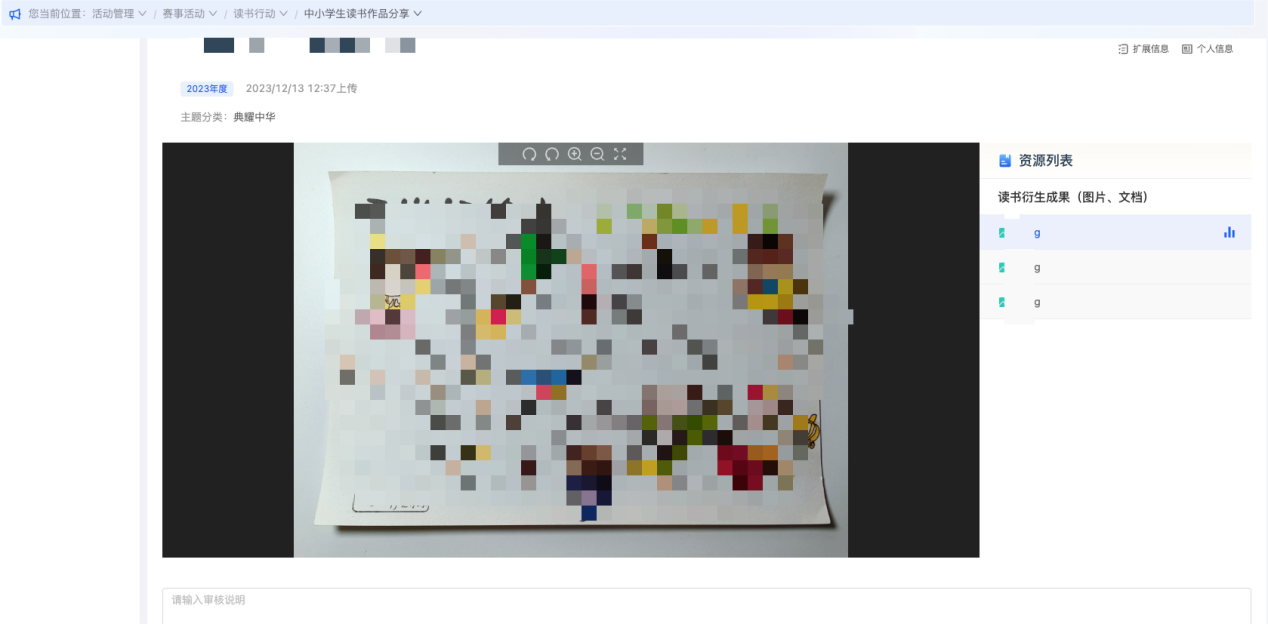 您当前位置: 活动管理 / 赛事活动 / 读书行动 / 中小学生读书作品分享
扩展信息 个人信息
2023年度 2023/12/13 12:37上传
主题分类: 典耀中华
资源列表
读书衍生成果（图片、文档）
g
g
g
请输入审核说明